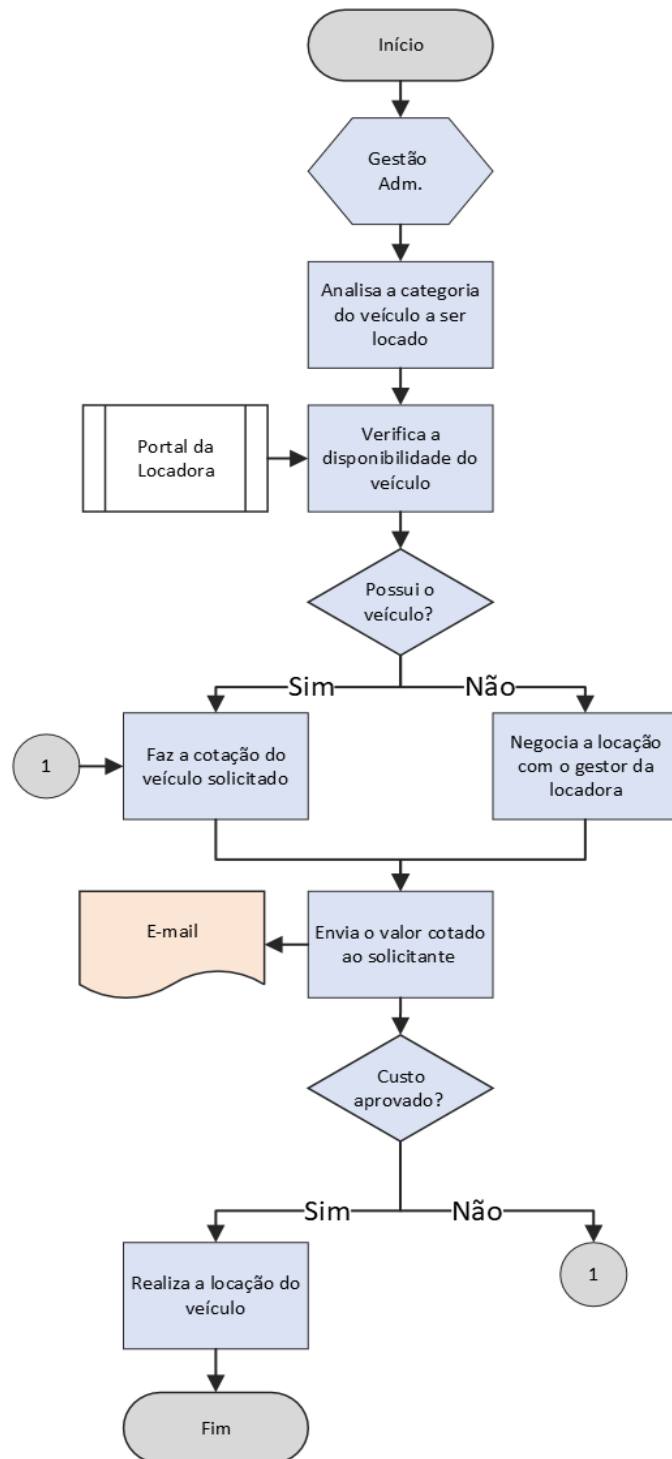 Início
Gestão
Adm.
Analisa a categoria
do veículo a ser
locado
Portal da
Locadora
Verifica a
disponibilidade do
veículo
Possui o
veículo?
Sim
Não
1
Faz a cotação do
veículo solicitado
Negocia a locação
com o gestor da
locadora
E-mail
Envia o valor cotado
ao solicitante
Custo
aprovado?
Sim
Não
Realiza a locação do
veículo
1
Fim